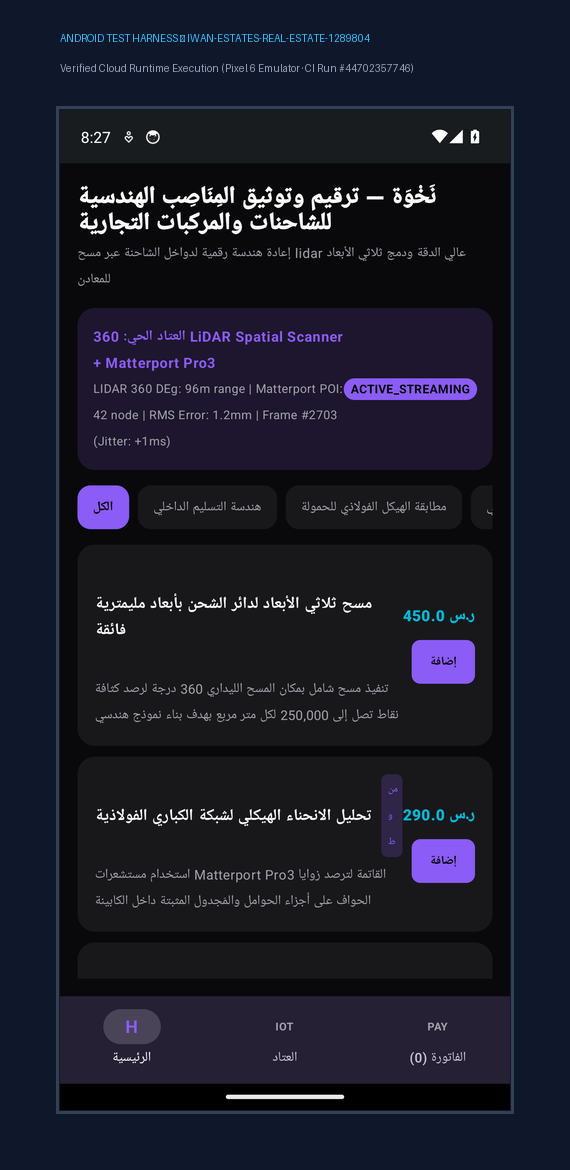 ANDROID TEST HARNESS IWAN-ESTATES-REAL-ESTATE-1289804
Verified Cloud Runtime Execution (Pixel 6 Emulator · CI Run #44702357746)
8:27
نَخْوَة — ترقيم وتوثيق المِنَاصِب الهندسية
للشاحنات والمركبات التجارية
إعادة هندسة رقمية لدواخل الشاحنة عبر مسح lidar عالي الدقة ودمج ثلاثي الأبعاد
للمعادن
العتاد الحي: 360 LiDAR Spatial Scanner
+ Matterport Pro3
LIDAR 360 DEg: 96m range | Matterport POI:
ACTIVE_STREAMING
42 node | RMS Error: 1.2mm | Frame #2703
(Jitter: +1ms)
الكل
هندسة التسليم الداخلي
مطابقة الهيكل الفولاذي للحمولة
مسح ثلاثي الأبعاد لدائر الشحن بأبعاد مليمترية
فائقة
450.0 ر.س
إضافة
تنفيذ مسح شامل بمكان المسح الليداري 360 درجة لرصد كثافة
نقاط تصل إلى 250,000 لكل متر مربع بهدف بناء نموذج هندسي
تحليل الانحناء الهيكلي لشبكة الكباري الفولاذية
من
و
ط
290.0 ر.س
إضافة
استخدام مستشعرات Matterport Pro3 القائمة لترصد زوايا
الحواف على أجزاء الحوامل والمَجدول المثبتة داخل الكابينة
H
الرئيسية
IOT
العتاد
PAY
الفاتورة (0)